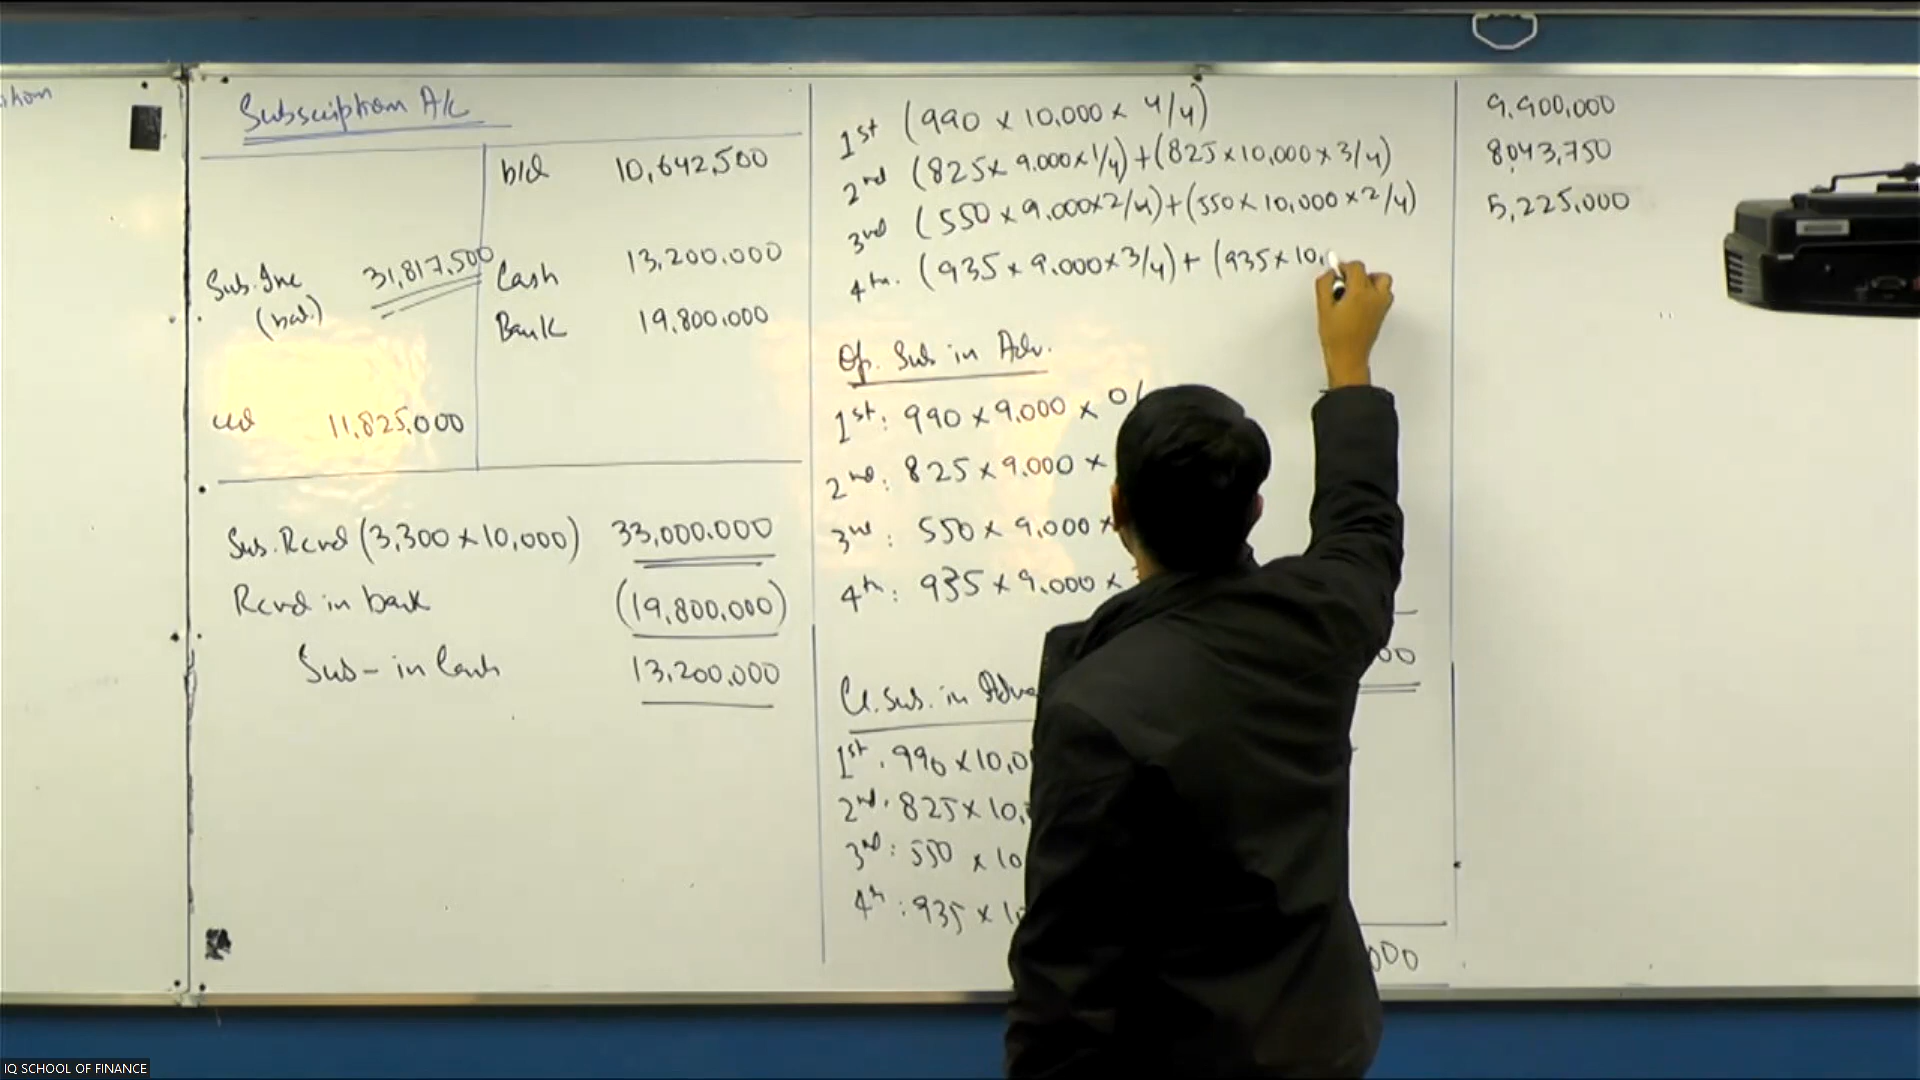 Subscription A/c
b/d 10,642,500
Sub. Inc 31,817,500
(bal.)
Cash 13,200,000
Bank 19,800,000
c/d 11,825,000
Sub. Rcvd (3,300 x 10,000) 33,000,000
Rcvd in bank (19,800,000)
Sub- in Cash 13,200,000
1st (990 x 10,000 x 4/4)
2nd (825 x 9,000 x 1/4) + (825 x 10,000 x 3/4)
3rd (550 x 9,000 x 2/4) + (550 x 10,000 x 2/4)
4th. (935 x 9,000 x 3/4) + (935 x 10,
Op. Sub in Adv.
1st: 990 x 9,000 x 0/
2nd: 825 x 9,000 x
3rd: 550 x 9,000 x
4th: 935 x 9,000 x
00
Cl. Sub. in Adva
1st. 990 x 10,0
2nd. 825 x 10,
3rd: 550 x 10
4th: 935 x 10
000
9,900,000
8,043,750
5,225,000
IQ SCHOOL OF FINANCE